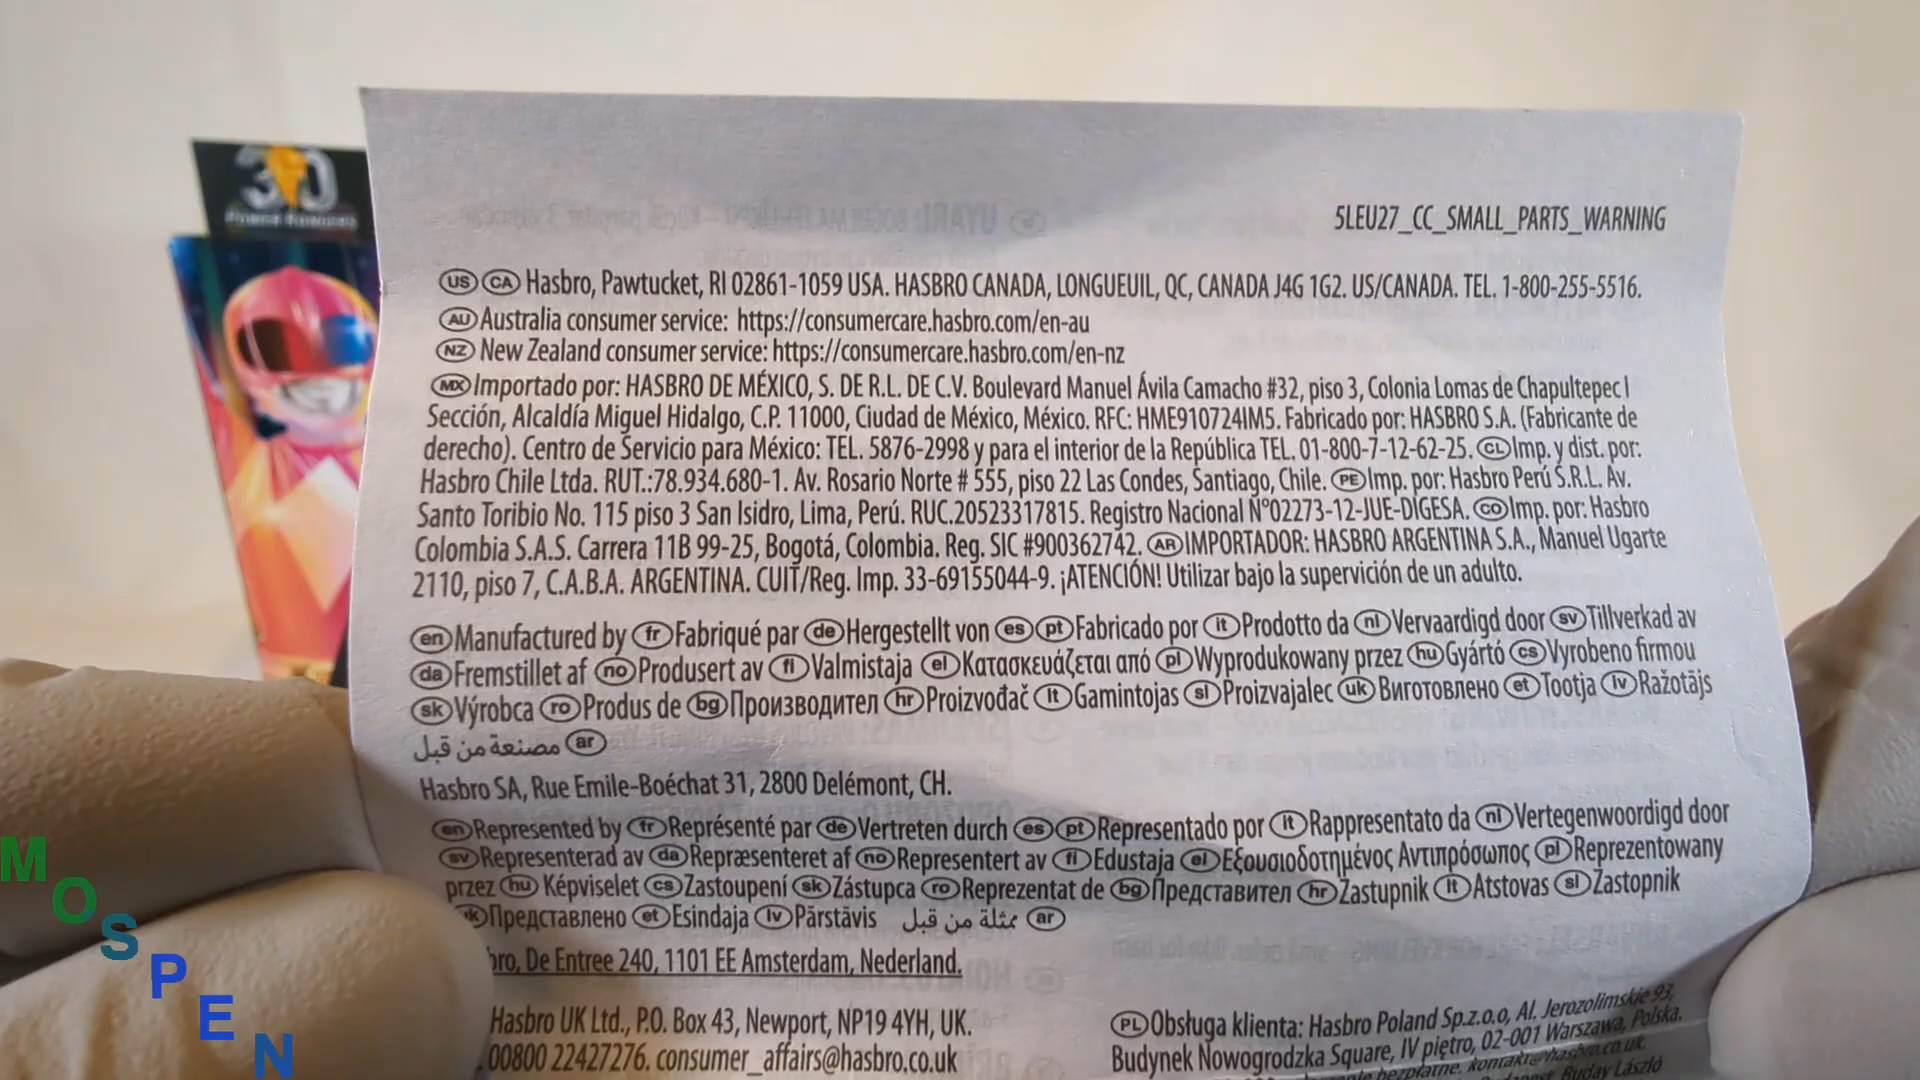 30
POWER RANGERS
5LEU27_CC_SMALL_PARTS_WARNING
US CA Hasbro, Pawtucket, RI 02861-1059 USA. HASBRO CANADA, LONGUEUIL, QC, CANADA J4G 1G2. US/CANADA. TEL. 1-800-255-5516.
AU Australia consumer service: https://consumercare.hasbro.com/en-au
NZ New Zealand consumer service: https://consumercare.hasbro.com/en-nz
MX Importado por: HASBRO DE MÉXICO, S. DE R.L. DE C.V. Boulevard Manuel Ávila Camacho #32, piso 3, Colonia Lomas de Chapultepec I
Sección, Alcaldía Miguel Hidalgo, C.P. 11000, Ciudad de México, México. RFC: HME910724IM5. Fabricado por: HASBRO S.A. (Fabricante de
derecho). Centro de Servicio para México: TEL. 5876-2998 y para el interior de la República TEL. 01-800-7-12-62-25. CL Imp. y dist. por:
Hasbro Chile Ltda. RUT.:78.934.680-1. Av. Rosario Norte # 555, piso 22 Las Condes, Santiago, Chile. PE Imp. por: Hasbro Perú S.R.L. Av.
Santo Toribio No. 115 piso 3 San Isidro, Lima, Perú. RUC.20523317815. Registro Nacional N°02273-12-JUE-DIGESA. CO Imp. por: Hasbro
Colombia S.A.S. Carrera 11B 99-25, Bogotá, Colombia. Reg. SIC #900362742. AR IMPORTADOR: HASBRO ARGENTINA S.A., Manuel Ugarte
2110, piso 7, C.A.B.A. ARGENTINA. CUIT/Reg. Imp. 33-69155044-9. ¡ATENCIÓN! Utilizar bajo la supervición de un adulto.
en Manufactured by fr Fabriqué par de Hergestellt von es pt Fabricado por it Prodotto da nl Vervaardigd door sv Tillverkad av
da Fremstillet af no Produsert av fi Valmistaja el Κατασκευάζεται από pl Wyprodukowany przez hu Gyártó cs Vyrobeno firmou
sk Výrobca ro Produs de bg Производител hr Proizvođač lt Gamintojas sl Proizvajalec uk Виготовлено et Tootja lv Ražotājs
ar مصنعة من قبل
Hasbro SA, Rue Emile-Boéchat 31, 2800 Delémont, CH.
en Represented by fr Représenté par de Vertreten durch es pt Representado por it Rappresentato da nl Vertegenwoordigd door
sv Representerad av da Repræsenteret af no Representert av fi Edustaja el Εξουσιοδοτημένος Αντιπρόσωπος pl Reprezentowany
przez hu Képviselet cs Zastoupení sk Zástupca ro Reprezentat de bg Представител hr Zastupnik lt Atstovas sl Zastopnik
Представлено et Esindaja lv Pārstāvis ar ممثلة من قبل
bro, De Entree 240, 1101 EE Amsterdam, Nederland.
Hasbro UK Ltd., P.O. Box 43, Newport, NP19 4YH, UK.
00800 22427276. consumer_affairs@hasbro.co.uk
PL Obsługa klienta: Hasbro Poland Sp.z.o.o, Al. Jerozolimskie 93,
Budynek Nowogrodzka Square, IV piętro, 02-001 Warszawa, Polska.
bezpłatne. kontakt@hasbro.co.uk.
Buday László
MOSPEN